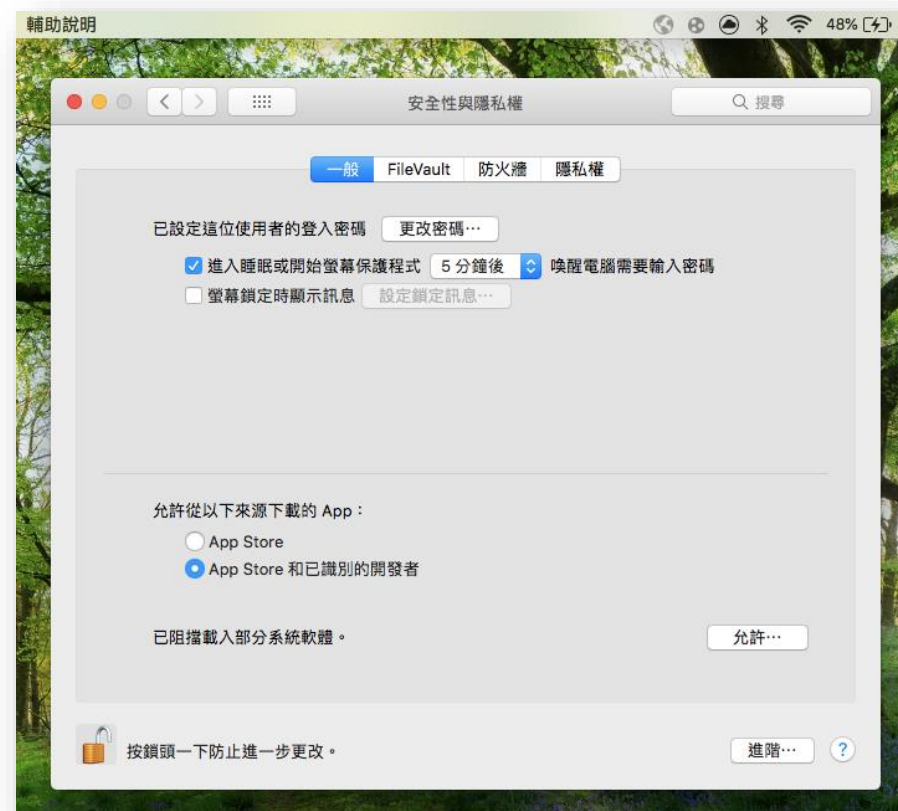 輔助說明
48%
安全性與隱私權
搜尋
一般 FileVault 防火牆 隱私權
已設定這位使用者的登入密碼 更改密碼⋯
進入睡眠或開始螢幕保護程式 5 分鐘後 喚醒電腦需要輸入密碼
螢幕鎖定時顯示訊息 設定鎖定訊息⋯
允許從以下來源下載的 App：
App Store
App Store 和已識別的開發者
已阻擋載入部分系統軟體。 允許⋯
按鎖頭一下防止進一步更改。 進階⋯ ?